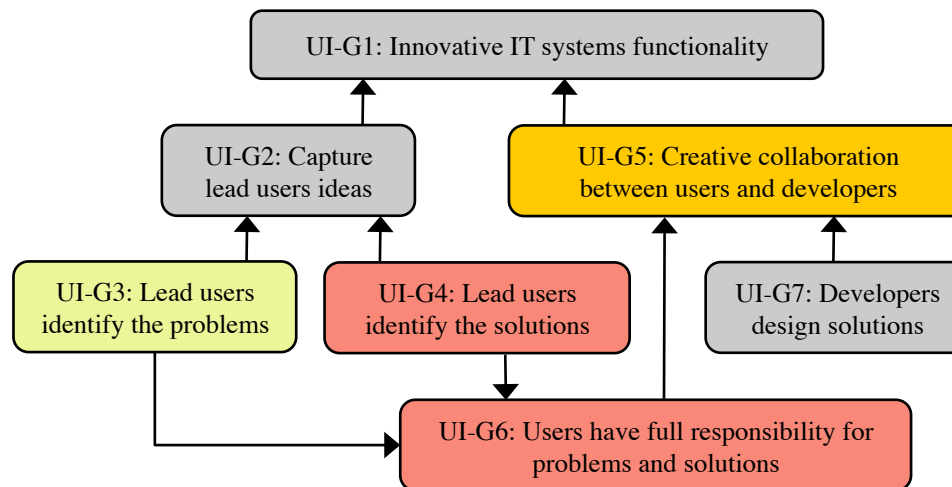 UI-G1: Innovative IT systems functionality
UI-G2: Capture
lead users ideas
UI-G5: Creative collaboration
between users and developers
UI-G3: Lead users
identify the problems
UI-G4: Lead users
identify the solutions
UI-G7: Developers
design solutions
UI-G6: Users have full responsibility for
problems and solutions